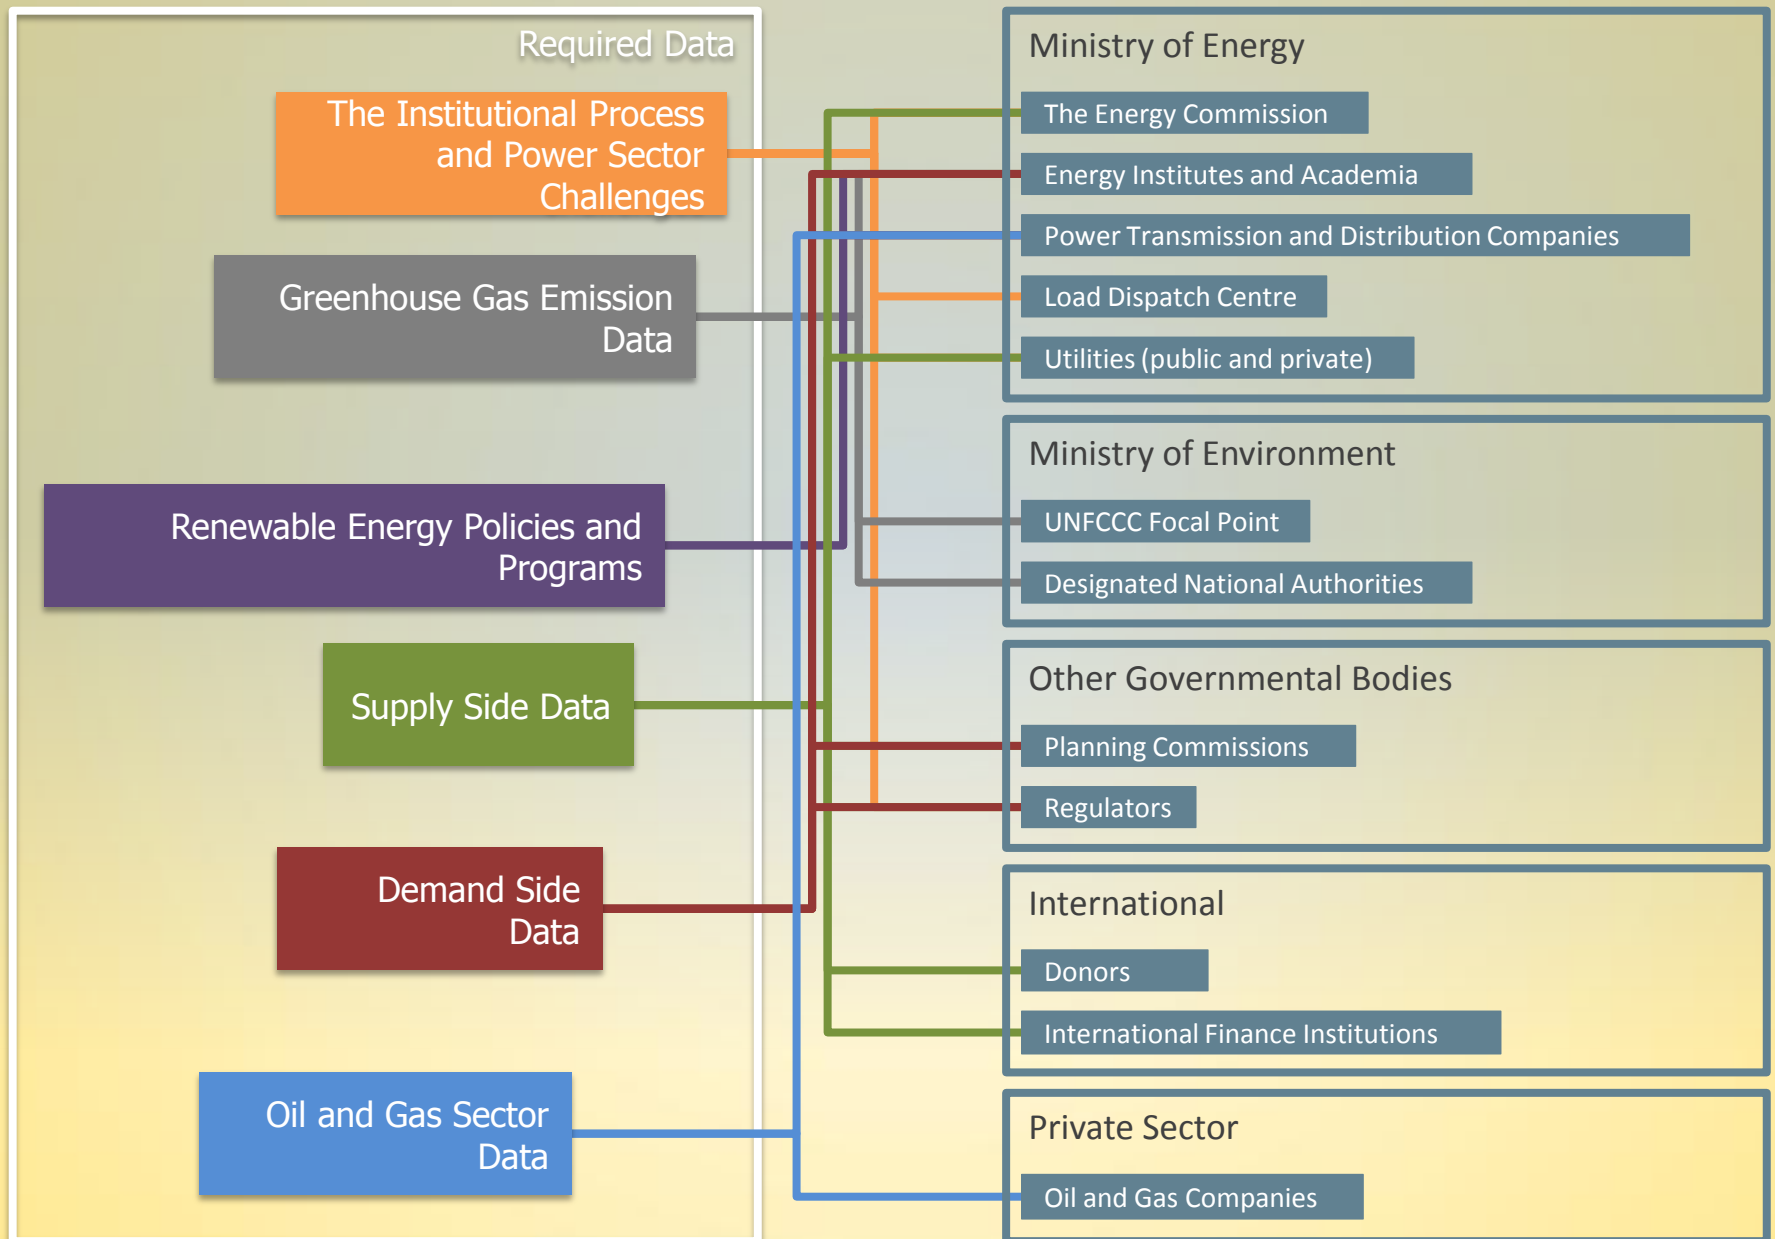 Required Data
The Institutional Process
and Power Sector
Challenges
Greenhouse Gas Emission
Data
Renewable Energy Policies and
Programs
Supply Side Data
Demand Side
Data
Oil and Gas Sector
Data
Ministry of Energy
The Energy Commission
Energy Institutes and Academia
Power Transmission and Distribution Companies
Load Dispatch Centre
Utilities (public and private)
Ministry of Environment
UNFCCC Focal Point
Designated National Authorities
Other Governmental Bodies
Planning Commissions
Regulators
International
Donors
International Finance Institutions
Private Sector
Oil and Gas Companies